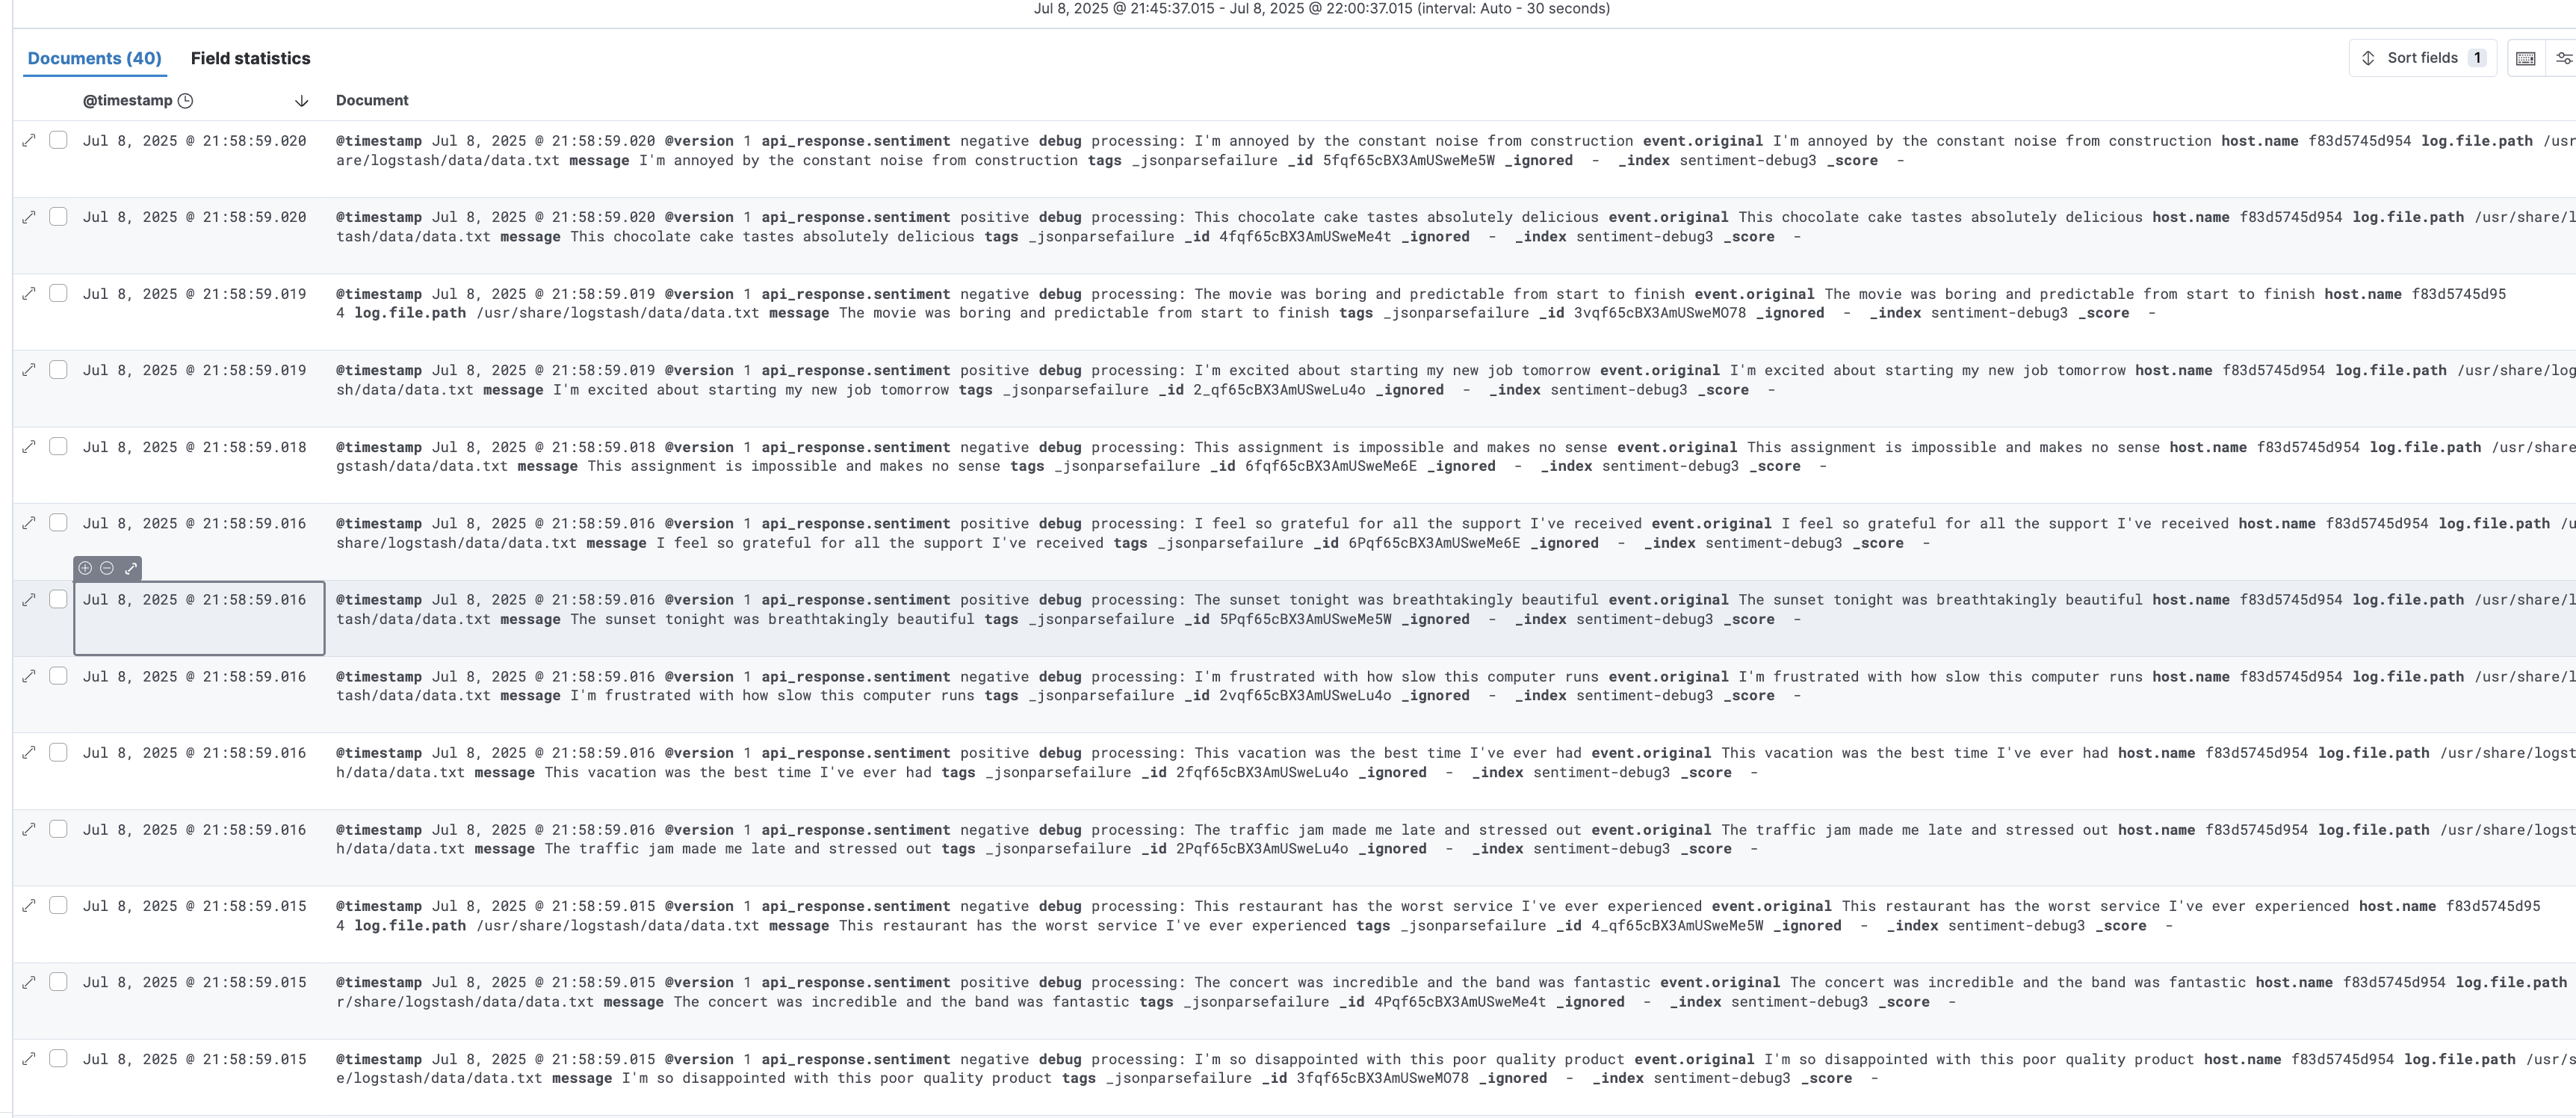 Jul 8, 2025 @ 21:45:37.015 - Jul 8, 2025 @ 22:00:37.015 (interval: Auto - 30 seconds)
Documents (40) Field statistics Sort fields 1
@timestamp Document
Jul 8, 2025 @ 21:58:59.020 @timestamp Jul 8, 2025 @ 21:58:59.020 @version 1 api_response.sentiment negative debug processing: I'm annoyed by the constant noise from construction event.original I'm annoyed by the constant noise from construction host.name f83d5745d954 log.file.path /usr
are/logstash/data/data.txt message I'm annoyed by the constant noise from construction tags _jsonparsefailure _id 5fqf65cBX3AmUSweMe5W _ignored - _index sentiment-debug3 _score -
Jul 8, 2025 @ 21:58:59.020 @timestamp Jul 8, 2025 @ 21:58:59.020 @version 1 api_response.sentiment positive debug processing: This chocolate cake tastes absolutely delicious event.original This chocolate cake tastes absolutely delicious host.name f83d5745d954 log.file.path /usr/share/l
tash/data/data.txt message This chocolate cake tastes absolutely delicious tags _jsonparsefailure _id 4fqf65cBX3AmUSweMe4t _ignored - _index sentiment-debug3 _score -
Jul 8, 2025 @ 21:58:59.019 @timestamp Jul 8, 2025 @ 21:58:59.019 @version 1 api_response.sentiment negative debug processing: The movie was boring and predictable from start to finish event.original The movie was boring and predictable from start to finish host.name f83d5745d95
4 log.file.path /usr/share/logstash/data/data.txt message The movie was boring and predictable from start to finish tags _jsonparsefailure _id 3vqf65cBX3AmUSweMO78 _ignored - _index sentiment-debug3 _score -
Jul 8, 2025 @ 21:58:59.019 @timestamp Jul 8, 2025 @ 21:58:59.019 @version 1 api_response.sentiment positive debug processing: I'm excited about starting my new job tomorrow event.original I'm excited about starting my new job tomorrow host.name f83d5745d954 log.file.path /usr/share/log
sh/data/data.txt message I'm excited about starting my new job tomorrow tags _jsonparsefailure _id 2_qf65cBX3AmUSweLu4o _ignored - _index sentiment-debug3 _score -
Jul 8, 2025 @ 21:58:59.018 @timestamp Jul 8, 2025 @ 21:58:59.018 @version 1 api_response.sentiment negative debug processing: This assignment is impossible and makes no sense event.original This assignment is impossible and makes no sense host.name f83d5745d954 log.file.path /usr/share
gstash/data/data.txt message This assignment is impossible and makes no sense tags _jsonparsefailure _id 6fqf65cBX3AmUSweMe6E _ignored - _index sentiment-debug3 _score -
Jul 8, 2025 @ 21:58:59.016 @timestamp Jul 8, 2025 @ 21:58:59.016 @version 1 api_response.sentiment positive debug processing: I feel so grateful for all the support I've received event.original I feel so grateful for all the support I've received host.name f83d5745d954 log.file.path /u
share/logstash/data/data.txt message I feel so grateful for all the support I've received tags _jsonparsefailure _id 6Pqf65cBX3AmUSweMe6E _ignored - _index sentiment-debug3 _score -
Jul 8, 2025 @ 21:58:59.016 @timestamp Jul 8, 2025 @ 21:58:59.016 @version 1 api_response.sentiment positive debug processing: The sunset tonight was breathtakingly beautiful event.original The sunset tonight was breathtakingly beautiful host.name f83d5745d954 log.file.path /usr/share/l
tash/data/data.txt message The sunset tonight was breathtakingly beautiful tags _jsonparsefailure _id 5Pqf65cBX3AmUSweMe5W _ignored - _index sentiment-debug3 _score -
Jul 8, 2025 @ 21:58:59.016 @timestamp Jul 8, 2025 @ 21:58:59.016 @version 1 api_response.sentiment negative debug processing: I'm frustrated with how slow this computer runs event.original I'm frustrated with how slow this computer runs host.name f83d5745d954 log.file.path /usr/share/l
tash/data/data.txt message I'm frustrated with how slow this computer runs tags _jsonparsefailure _id 2vqf65cBX3AmUSweLu4o _ignored - _index sentiment-debug3 _score -
Jul 8, 2025 @ 21:58:59.016 @timestamp Jul 8, 2025 @ 21:58:59.016 @version 1 api_response.sentiment positive debug processing: This vacation was the best time I've ever had event.original This vacation was the best time I've ever had host.name f83d5745d954 log.file.path /usr/share/logst
h/data/data.txt message This vacation was the best time I've ever had tags _jsonparsefailure _id 2fqf65cBX3AmUSweLu4o _ignored - _index sentiment-debug3 _score -
Jul 8, 2025 @ 21:58:59.016 @timestamp Jul 8, 2025 @ 21:58:59.016 @version 1 api_response.sentiment negative debug processing: The traffic jam made me late and stressed out event.original The traffic jam made me late and stressed out host.name f83d5745d954 log.file.path /usr/share/logst
h/data/data.txt message The traffic jam made me late and stressed out tags _jsonparsefailure _id 2Pqf65cBX3AmUSweLu4o _ignored - _index sentiment-debug3 _score -
Jul 8, 2025 @ 21:58:59.015 @timestamp Jul 8, 2025 @ 21:58:59.015 @version 1 api_response.sentiment negative debug processing: This restaurant has the worst service I've ever experienced event.original This restaurant has the worst service I've ever experienced host.name f83d5745d95
4 log.file.path /usr/share/logstash/data/data.txt message This restaurant has the worst service I've ever experienced tags _jsonparsefailure _id 4_qf65cBX3AmUSweMe5W _ignored - _index sentiment-debug3 _score -
Jul 8, 2025 @ 21:58:59.015 @timestamp Jul 8, 2025 @ 21:58:59.015 @version 1 api_response.sentiment positive debug processing: The concert was incredible and the band was fantastic event.original The concert was incredible and the band was fantastic host.name f83d5745d954 log.file.path
r/share/logstash/data/data.txt message The concert was incredible and the band was fantastic tags _jsonparsefailure _id 4Pqf65cBX3AmUSweMe4t _ignored - _index sentiment-debug3 _score -
Jul 8, 2025 @ 21:58:59.015 @timestamp Jul 8, 2025 @ 21:58:59.015 @version 1 api_response.sentiment negative debug processing: I'm so disappointed with this poor quality product event.original I'm so disappointed with this poor quality product host.name f83d5745d954 log.file.path /usr/s
e/logstash/data/data.txt message I'm so disappointed with this poor quality product tags _jsonparsefailure _id 3fqf65cBX3AmUSweMO78 _ignored - _index sentiment-debug3 _score -